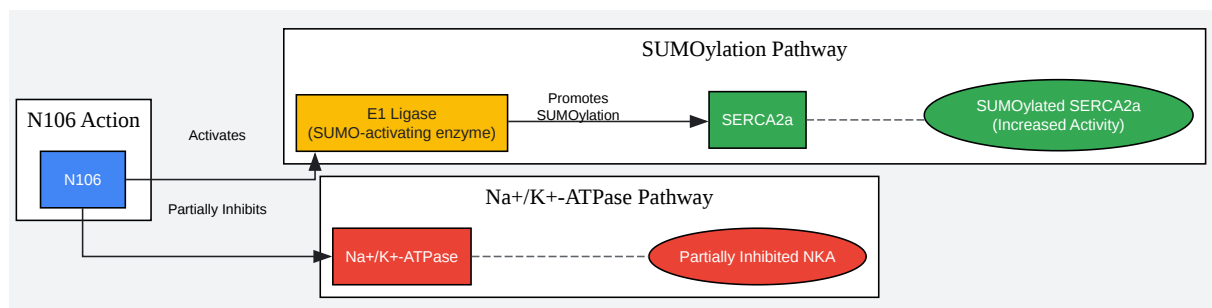 SUMOylation Pathway
N106 Action
Activates
E1 Ligase
(SUMO-activating enzyme)
Promotes
SUMOylation
SERCA2a
SUMOylated SERCA2a
(Increased Activity)
N106
Partially Inhibits
Na+/K+-ATPase Pathway
Na+/K+-ATPase
Partially Inhibited NKA